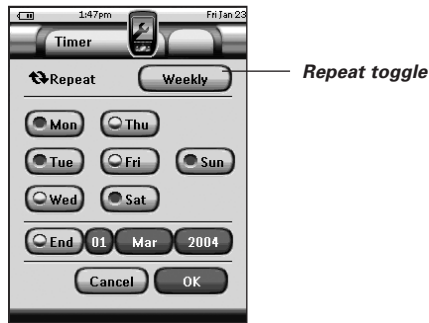 1:47pm Fri Jan 23
Timer
Repeat Weekly Repeat toggle
Mon Thu
Tue Fri Sun
Wed Sat
End 01 Mar 2004
Cancel OK